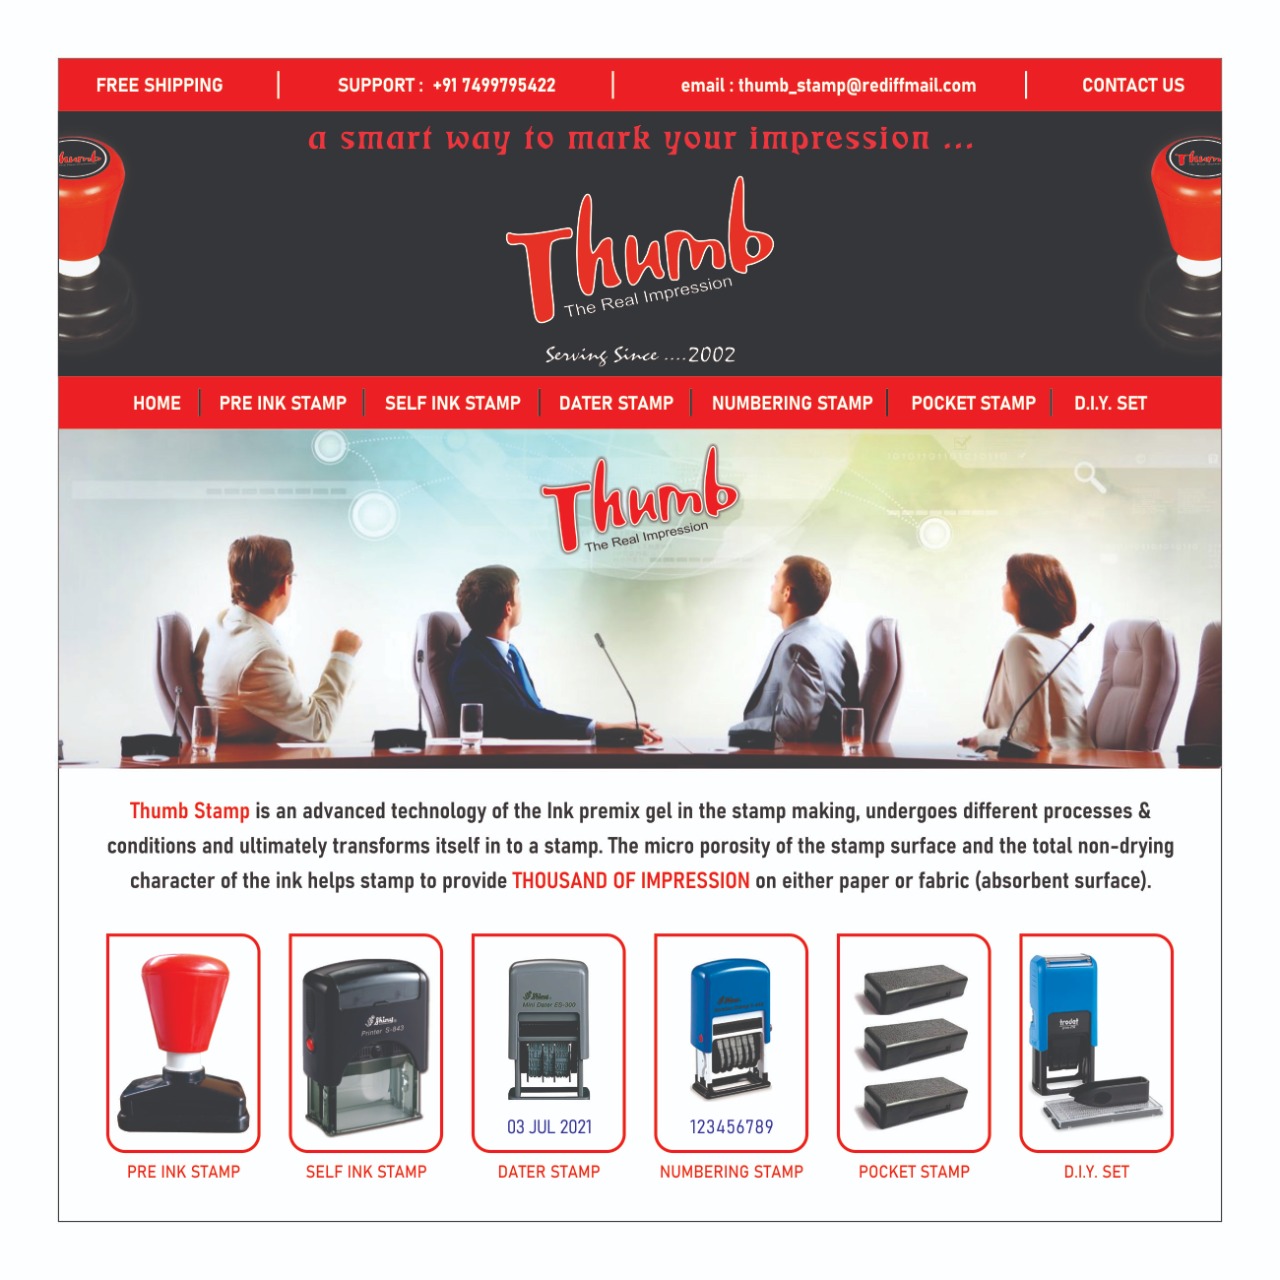 FREE SHIPPING
SUPPORT : +91 7499795422
email : thumb_stamp@rediffmail.com
CONTACT US
a smart way to mark your impression ...
Thumb
Thumb
The Real Impression
Serving Since ....2002
HOME
PRE INK STAMP
SELF INK STAMP
DATER STAMP
NUMBERING STAMP
POCKET STAMP
D.I.Y. SET
Thumb
The Real Impression
Thumb Stamp is an advanced technology of the Ink premix gel in the stamp making, undergoes different processes &
conditions and ultimately transforms itself in to a stamp. The micro porosity of the stamp surface and the total non-drying
character of the ink helps stamp to provide THOUSAND OF IMPRESSION on either paper or fabric (absorbent surface).
Shiny
Printer S-843
Shiny
Mini Dater ES-300
Shiny
trodat
03 JUL 2021
123456789
PRE INK STAMP
SELF INK STAMP
DATER STAMP
NUMBERING STAMP
POCKET STAMP
D.I.Y. SET